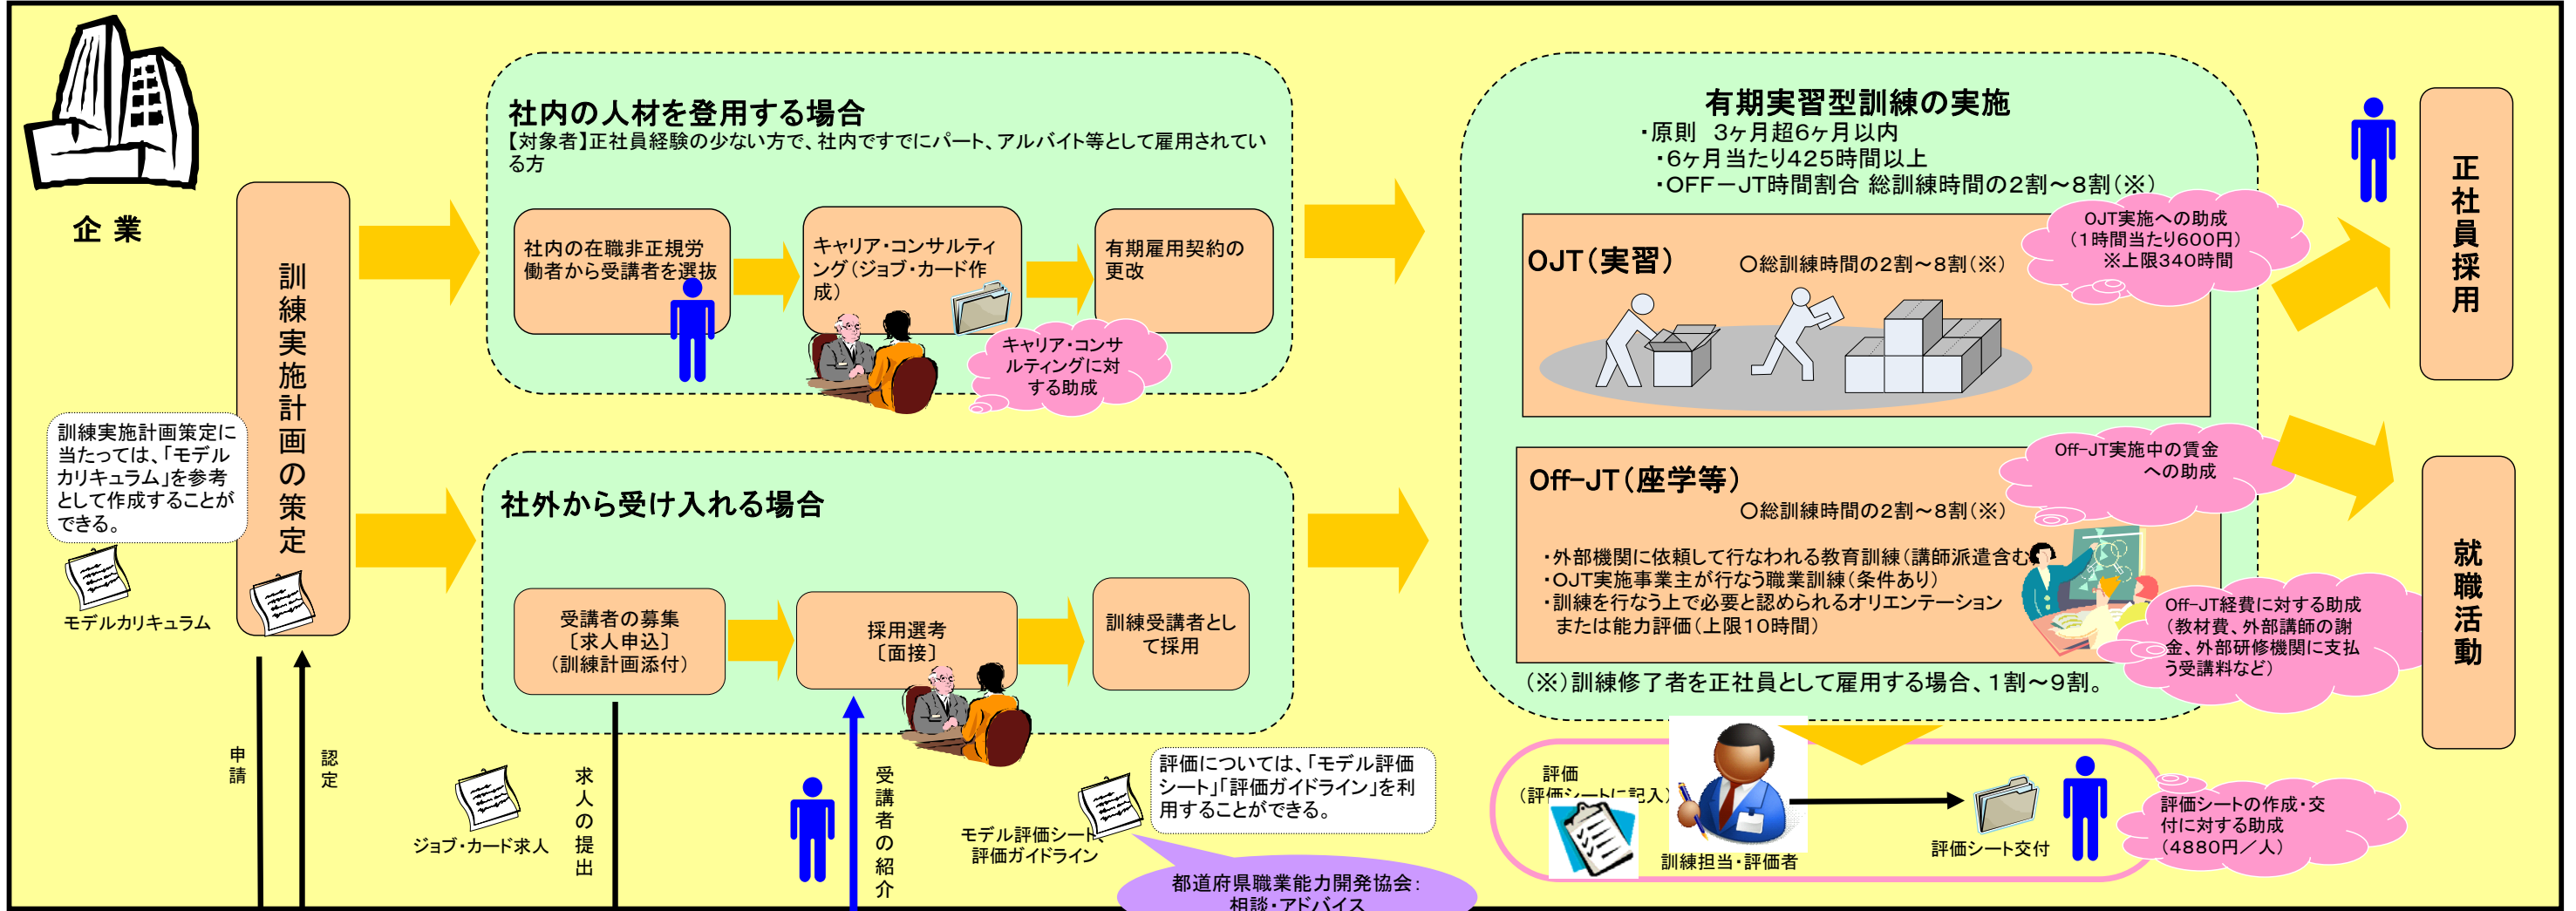 企 業
訓練実施計画の策定
訓練実施計画策定に
当たっては、「モデル
カリキュラム」を参考
として作成することが
できる。
モデルカリキュラム
申請
認定
社内の人材を登用する場合
【対象者】正社員経験の少ない方で、社内ですでにパート、アルバイト等として雇用されてい
る方
社内の在職非正規労
働者から受講者を選抜
キャリア・コンサルティ
ング(ジョブ・カード作
成)
有期雇用契約の
更改
キャリア・コンサ
ルティングに対
する助成
社外から受け入れる場合
受講者の募集
〔求人申込〕
(訓練計画添付)
採用選考
〔面接〕
訓練受講者とし
て採用
ジョブ・カード求人
求人の提出
受講者の紹介
モデル評価シート、
評価ガイドライン
評価については、「モデル評価
シート」「評価ガイドライン」を利
用することができる。
都道府県職業能力開発協会:
相談・アドバイス
有期実習型訓練の実施
・原則 3ヶ月超6ヶ月以内
・6ヶ月当たり425時間以上
・OFF-JT時間割合 総訓練時間の2割~8割(※)
OJT(実習)
○総訓練時間の2割~8割(※)
OJT実施への助成
(1時間当たり600円)
※上限340時間
Off-JT(座学等)
○総訓練時間の2割~8割(※)
・外部機関に依頼して行なわれる教育訓練(講師派遣含む
・OJT実施事業主が行なう職業訓練(条件あり)
・訓練を行なう上で必要と認められるオリエンテーション
または能力評価(上限10時間)
Off-JT実施中の賃金
への助成
Off-JT経費に対する助成
(教材費、外部講師の謝
金、外部研修機関に支払
う受講料など)
(※)訓練修了者を正社員として雇用する場合、1割~9割。
評価
(評価シートに記入)
訓練担当・評価者
評価シート交付
評価シートの作成・交
付に対する助成
(4880円/人)
正社員採用
就職活動